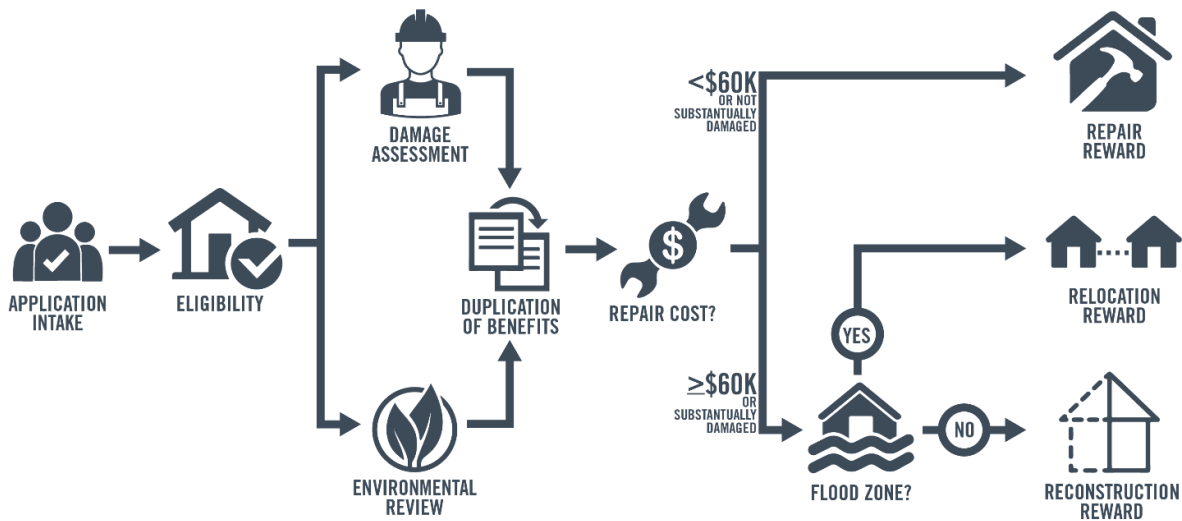 APPLICATION
INTAKE
ELIGIBILITY
DAMAGE
ASSESSMENT
ENVIRONMENTAL
REVIEW
DUPLICATION
OF BENEFITS
$
REPAIR COST?
<$60K
OR NOT
SUBSTANTUALLY
DAMAGED
≥$60K
OR
SUBSTANTUALLY
DAMAGED
REPAIR
REWARD
FLOOD ZONE?
YES
RELOCATION
REWARD
NO
RECONSTRUCTION
REWARD